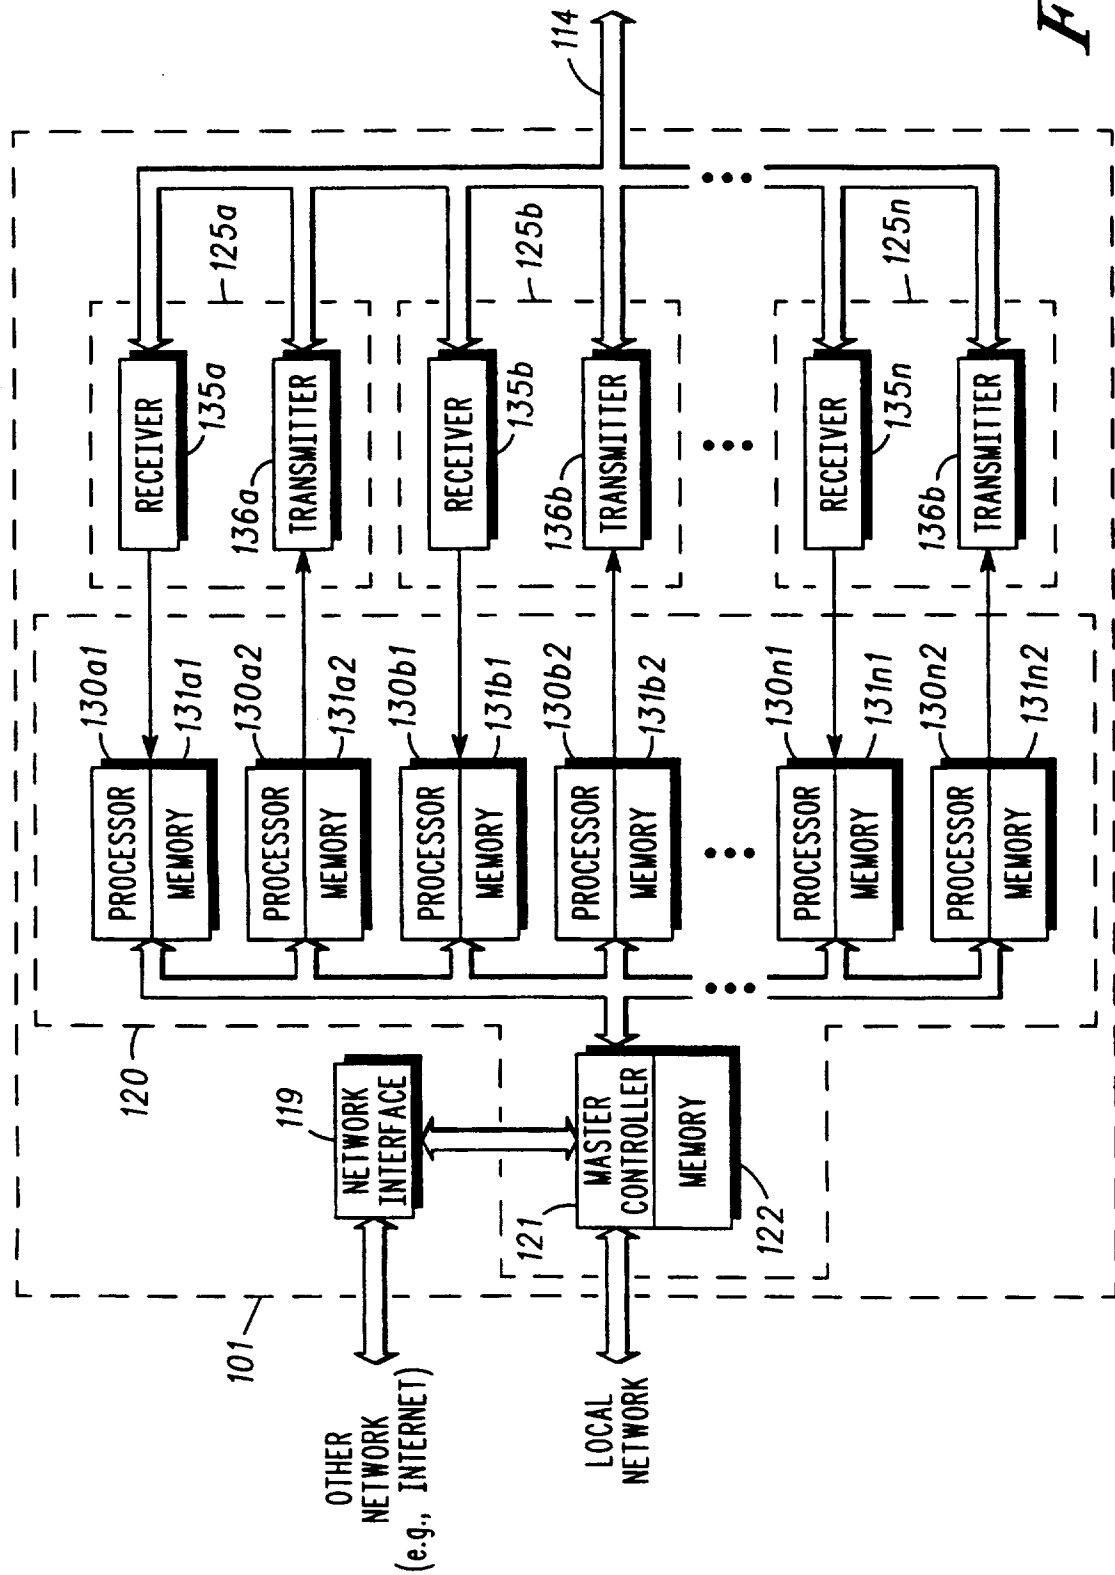 F
114
125a
125b
125n
RECEIVER
135a
136a
TRANSMITTER
RECEIVER
135b
136b
TRANSMITTER
RECEIVER
135n
136b
TRANSMITTER
130a1
PROCESSOR
MEMORY
131a1
130a2
PROCESSOR
MEMORY
131a2
130b1
PROCESSOR
MEMORY
131b1
130b2
PROCESSOR
MEMORY
131b2
130n1
PROCESSOR
MEMORY
131n1
130n2
PROCESSOR
MEMORY
131n2
120
119
NETWORK
INTERFACE
121
MASTER
CONTROLLER
MEMORY
122
101
OTHER
NETWORK
(e.g., INTERNET)
LOCAL
NETWORK